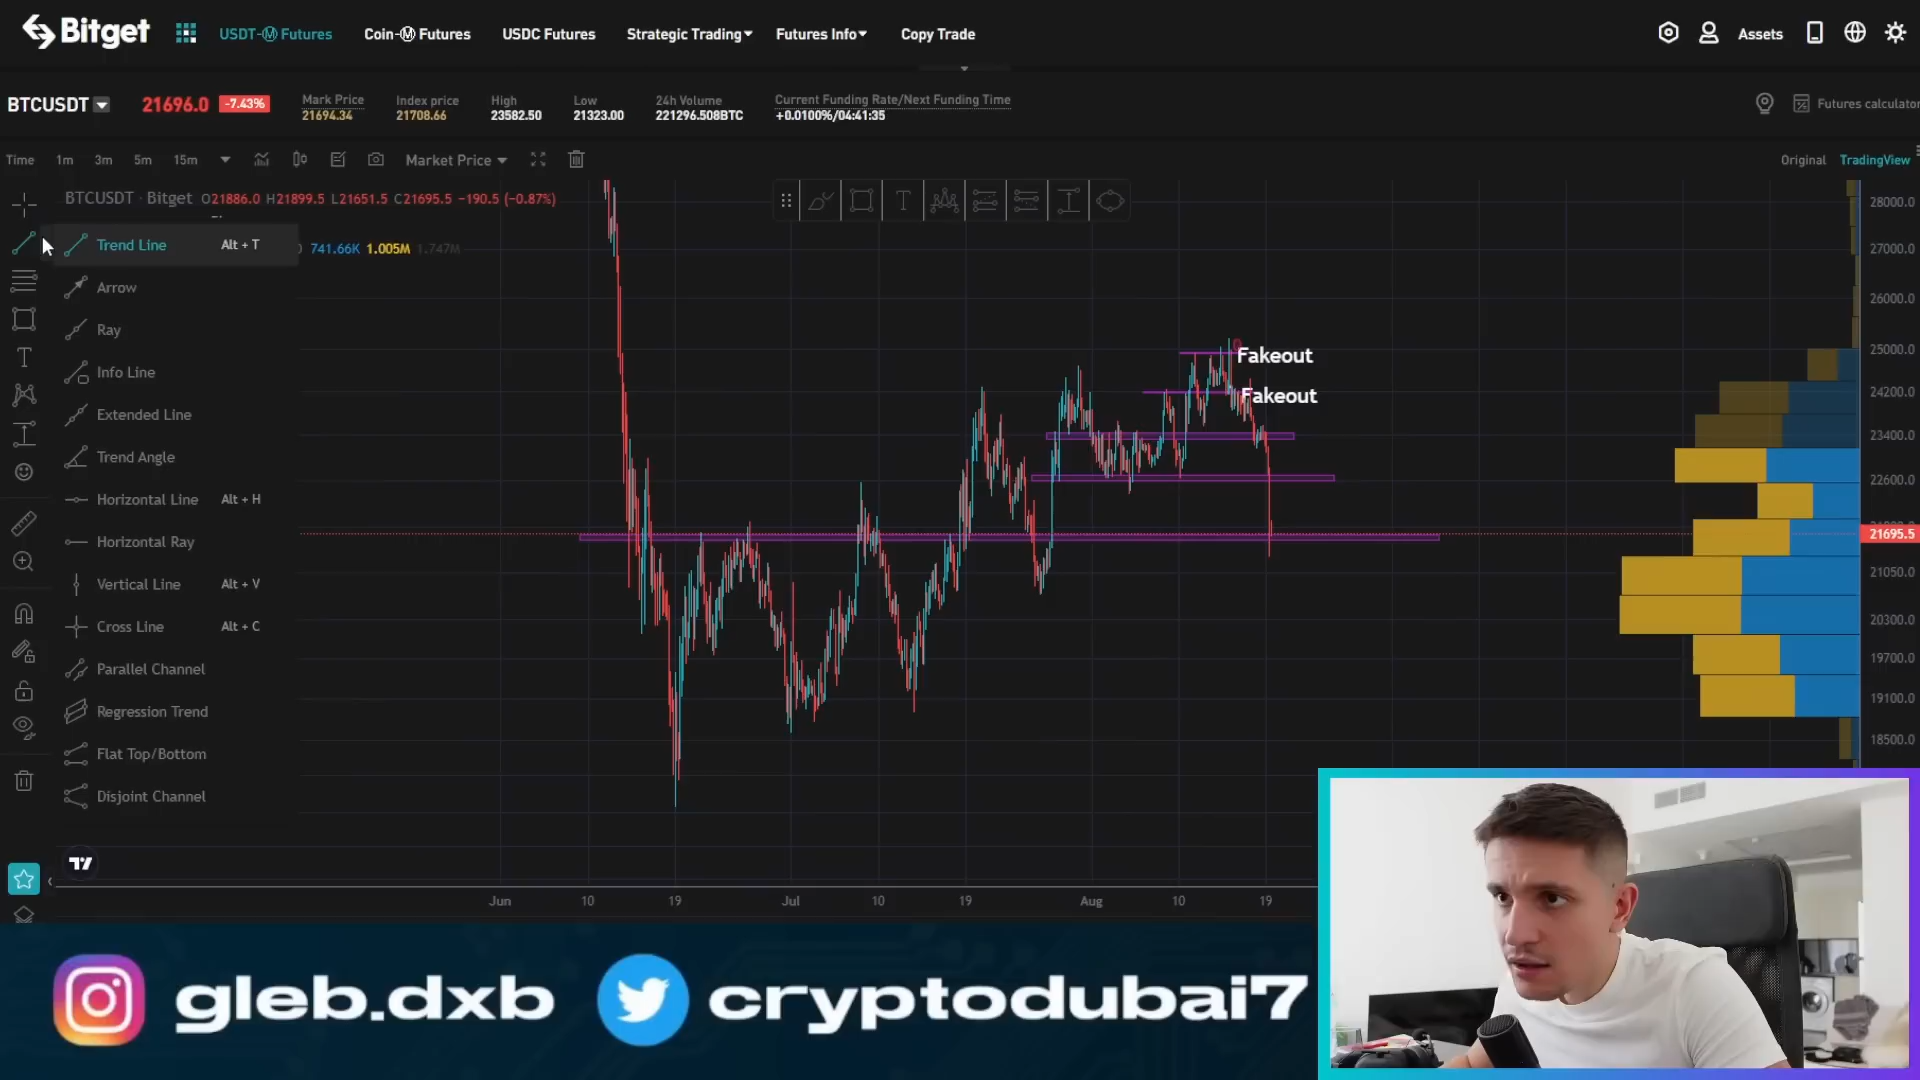 Bitget USDT-Ⓜ Futures Coin-Ⓜ Futures USDC Futures Strategic Trading Futures Info Copy Trade Assets
BTCUSDT 21696.0 -7.43%
Mark Price Index price High Low 24h Volume Current Funding Rate/Next Funding Time
21694.34 21708.66 23582.50 21323.00 221296.508BTC +0.0100%/04:41:35
Futures calculator
Time 1m 3m 5m 15m Market Price Original TradingView
BTCUSDT · Bitget O21886.0 H21899.5 L21651.5 C21695.5 −190.5 (−0.87%)
Trend Line Alt + T
741.66K 1.005M 1.747M
Arrow
Ray
Info Line
Extended Line
Trend Angle
Horizontal Line Alt + H
Horizontal Ray
Vertical Line Alt + V
Cross Line Alt + C
Parallel Channel
Regression Trend
Flat Top/Bottom
Disjoint Channel
Fakeout
Fakeout
28000.0
27000.0
26000.0
25000.0
24200.0
23400.0
22600.0
21695.5
21050.0
20300.0
19700.0
19100.0
18500.0
Jun 10 19 Jul 10 19 Aug 10 19
gleb.dxb cryptodubai7